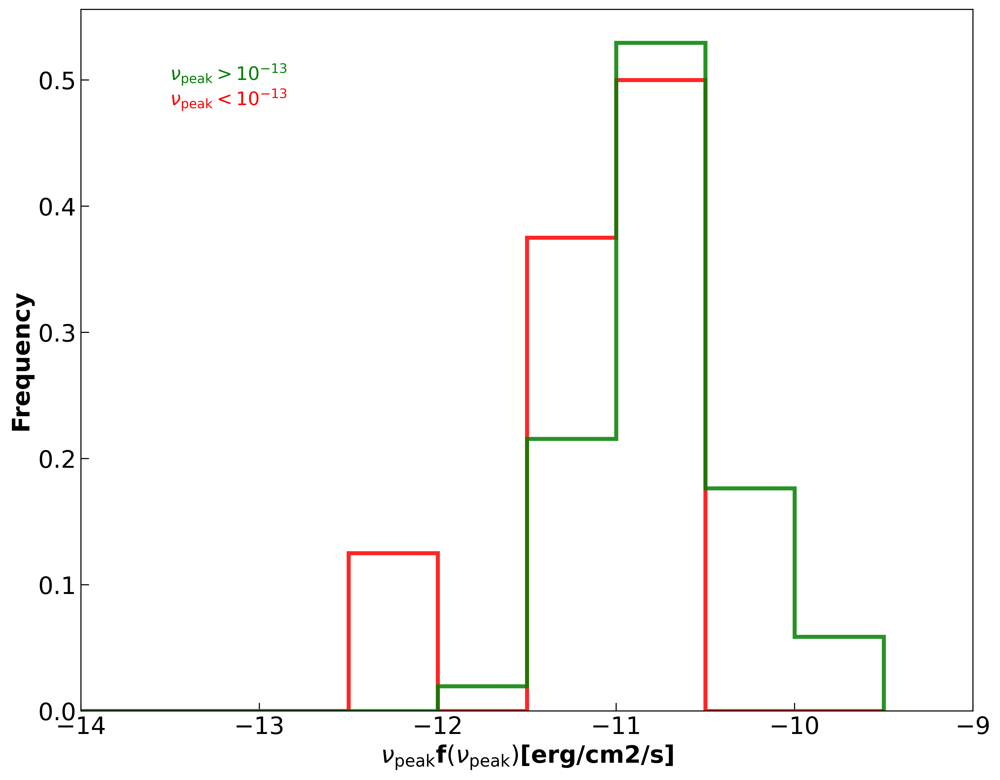 ν_peak > 10^−13
ν_peak < 10^−13
Frequency
0.5
0.4
0.3
0.2
0.1
0.0
−14 −13 −12 −11 −10 −9
ν_peak f(ν_peak)[erg/cm2/s]